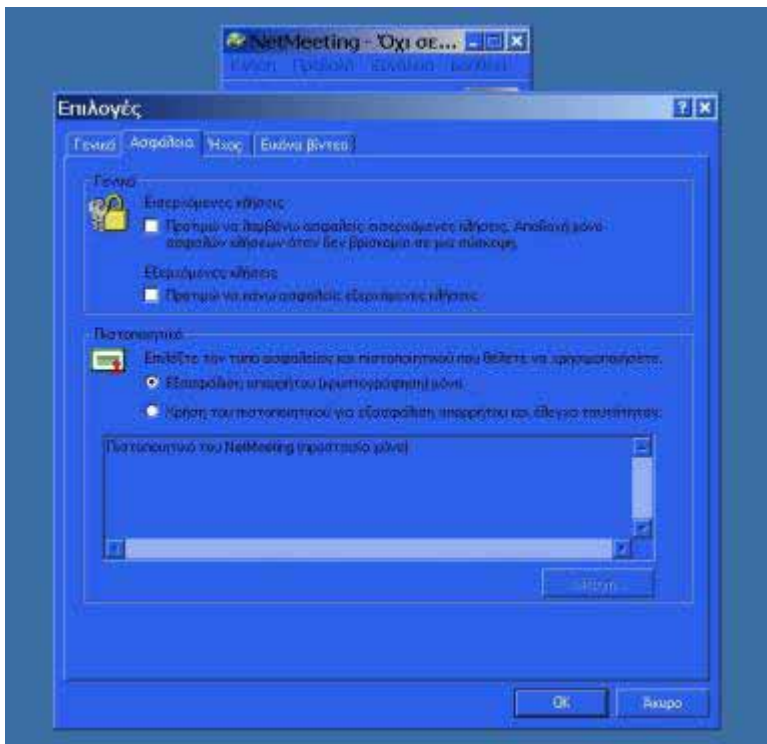 NetMeeting - Όχι σε...
Κλήση Προβολή Εργαλεία Βοήθεια
Επιλογές
Γενικά Ασφάλεια Ήχος Εικόνα βίντεο
Γενικά
Εισερχόμενες κλήσεις
Προτιμώ να λαμβάνω ασφαλείς εισερχόμενες κλήσεις. Αποδοχή μόνο
ασφαλών κλήσεων όταν δεν βρίσκομαι σε μια σύσκεψη.
Εξερχόμενες κλήσεις
Προτιμώ να κάνω ασφαλείς εξερχόμενες κλήσεις
Πιστοποιητικό
Επιλέξτε τον τύπο ασφαλείας και πιστοποιητικού που θέλετε να χρησιμοποιήσετε.
Εξασφάλιση απορρήτου (κρυπτογράφηση) μόνο
Χρήση του πιστοποιητικού για εξασφάλιση απορρήτου και έλεγχο ταυτότητας:
Πιστοποιητικό του NetMeeting (προστασία μόνο)
OK Άκυρο